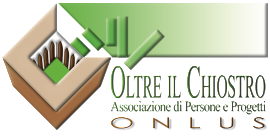 OLTRE IL CHIOSTRO
Associazione di Persone e Progetti
ONLUS